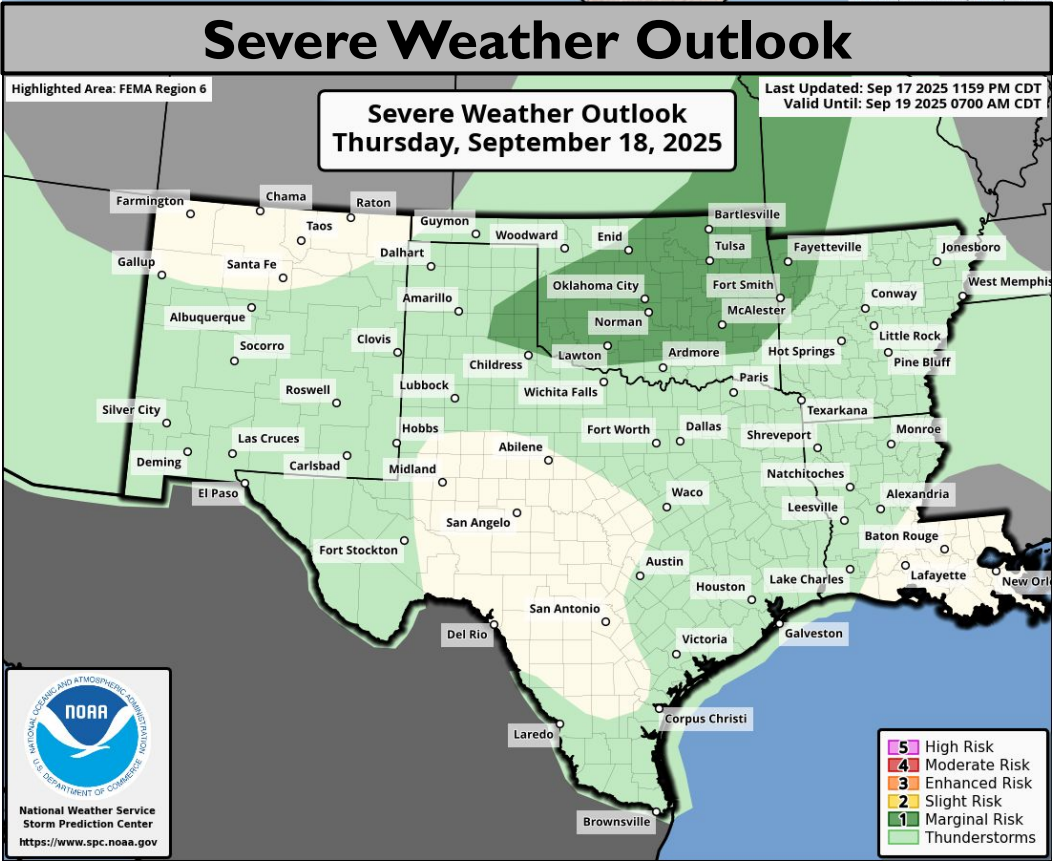 Severe Weather Outlook
Highlighted Area: FEMA Region 6
Last Updated: Sep 17 2025 1159 PM CDT
Valid Until: Sep 19 2025 0700 AM CDT
Severe Weather Outlook
Thursday, September 18, 2025
Farmington
Chama
Raton
Taos
Guymon
Bartlesville
Woodward
Enid
Tulsa
Fayetteville
Jonesboro
Gallup
Santa Fe
Dalhart
Oklahoma City
Fort Smith
West Memphis
Amarillo
Conway
Albuquerque
Norman
McAlester
Socorro
Clovis
Little Rock
Childress
Lawton
Ardmore
Hot Springs
Pine Bluff
Roswell
Lubbock
Wichita Falls
Paris
Silver City
Texarkana
Hobbs
Fort Worth
Dallas
Shreveport
Monroe
Las Cruces
Abilene
Deming
Carlsbad
Midland
Natchitoches
El Paso
Waco
Alexandria
San Angelo
Leesville
Fort Stockton
Baton Rouge
Austin
Lafayette
Houston
Lake Charles
New Orl
San Antonio
Del Rio
Victoria
Galveston
Corpus Christi
Laredo
Brownsville
NATIONAL OCEANIC AND ATMOSPHERIC ADMINISTRATION
NOAA
U.S. DEPARTMENT OF COMMERCE
National Weather Service
Storm Prediction Center
https://www.spc.noaa.gov
5 High Risk
4 Moderate Risk
3 Enhanced Risk
2 Slight Risk
1 Marginal Risk
Thunderstorms